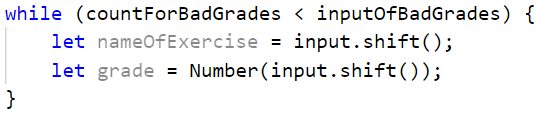 while (countForBadGrades < inputOfBadGrades) {
    let nameOfExercise = input.shift();
    let grade = Number(input.shift());
}